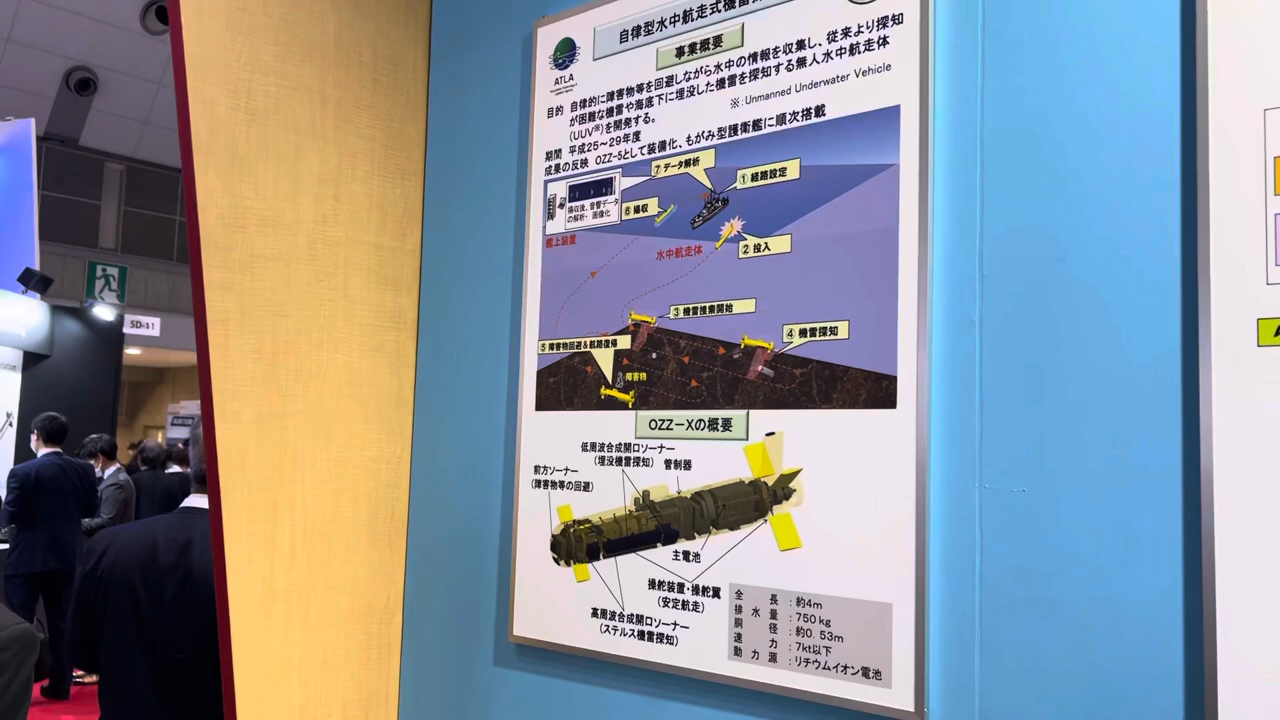 自律型水中航走式機雷
事業概要
ATLA
目的 自律的に障害物等を回避しながら水中の情報を収集し、従来より探知
が困難な機雷や海底下に埋没した機雷を探知する無人水中航走体
(UUV※)を開発する。
※:Unmanned Underwater Vehicle
期間 平成25～29年度
成果の反映 OZZ-5として装備化、もがみ型護衛艦に順次搭載
⑦データ解析
①経路設定
揚収後、音響データ
の解析・画像化
⑥揚収
艦上装置
水中航走体
②投入
③機雷捜索開始
④機雷探知
⑤障害物回避&航路復帰
障害物
OZZ－Xの概要
低周波合成開口ソーナー
(埋没機雷探知)
管制器
前方ソーナー
(障害物等の回避)
主電池
操舵装置・操舵翼
(安定航走)
高周波合成開口ソーナー
(ステルス機雷探知)
全長:約4m
排水量:750kg
胴径:約0.53m
速力:7kt以下
動力源:リチウムイオン電池
5D-11